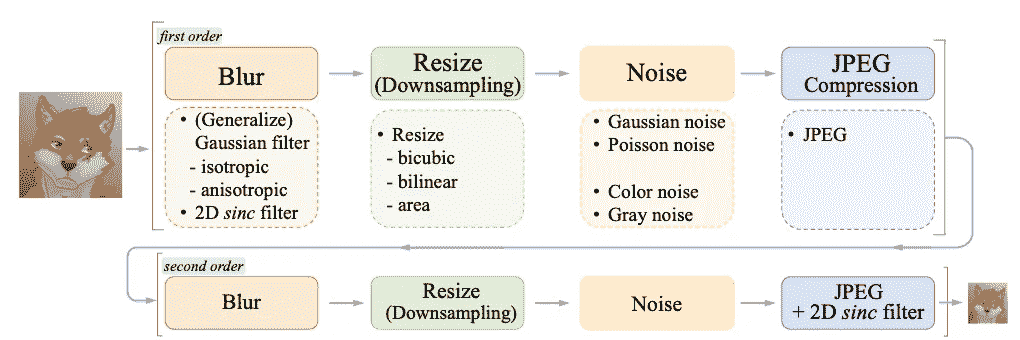 first order
Blur
Resize
(Downsampling)
Noise
JPEG
Compression
• (Generalize)
Gaussian filter
- isotropic
- anisotropic
• 2D sinc filter
• Resize
- bicubic
- bilinear
- area
• Gaussian noise
• Poisson noise
• Color noise
• Gray noise
• JPEG
second order
Blur
Resize
(Downsampling)
Noise
JPEG
+ 2D sinc filter